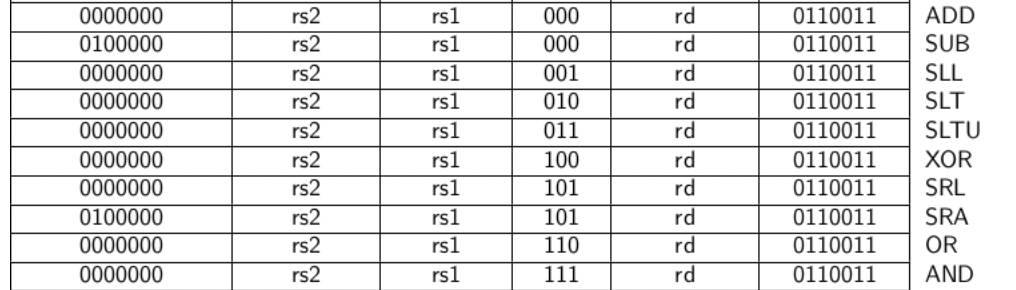 0000000 rs2 rs1 000 rd 0110011 ADD
0100000 rs2 rs1 000 rd 0110011 SUB
0000000 rs2 rs1 001 rd 0110011 SLL
0000000 rs2 rs1 010 rd 0110011 SLT
0000000 rs2 rs1 011 rd 0110011 SLTU
0000000 rs2 rs1 100 rd 0110011 XOR
0000000 rs2 rs1 101 rd 0110011 SRL
0100000 rs2 rs1 101 rd 0110011 SRA
0000000 rs2 rs1 110 rd 0110011 OR
0000000 rs2 rs1 111 rd 0110011 AND